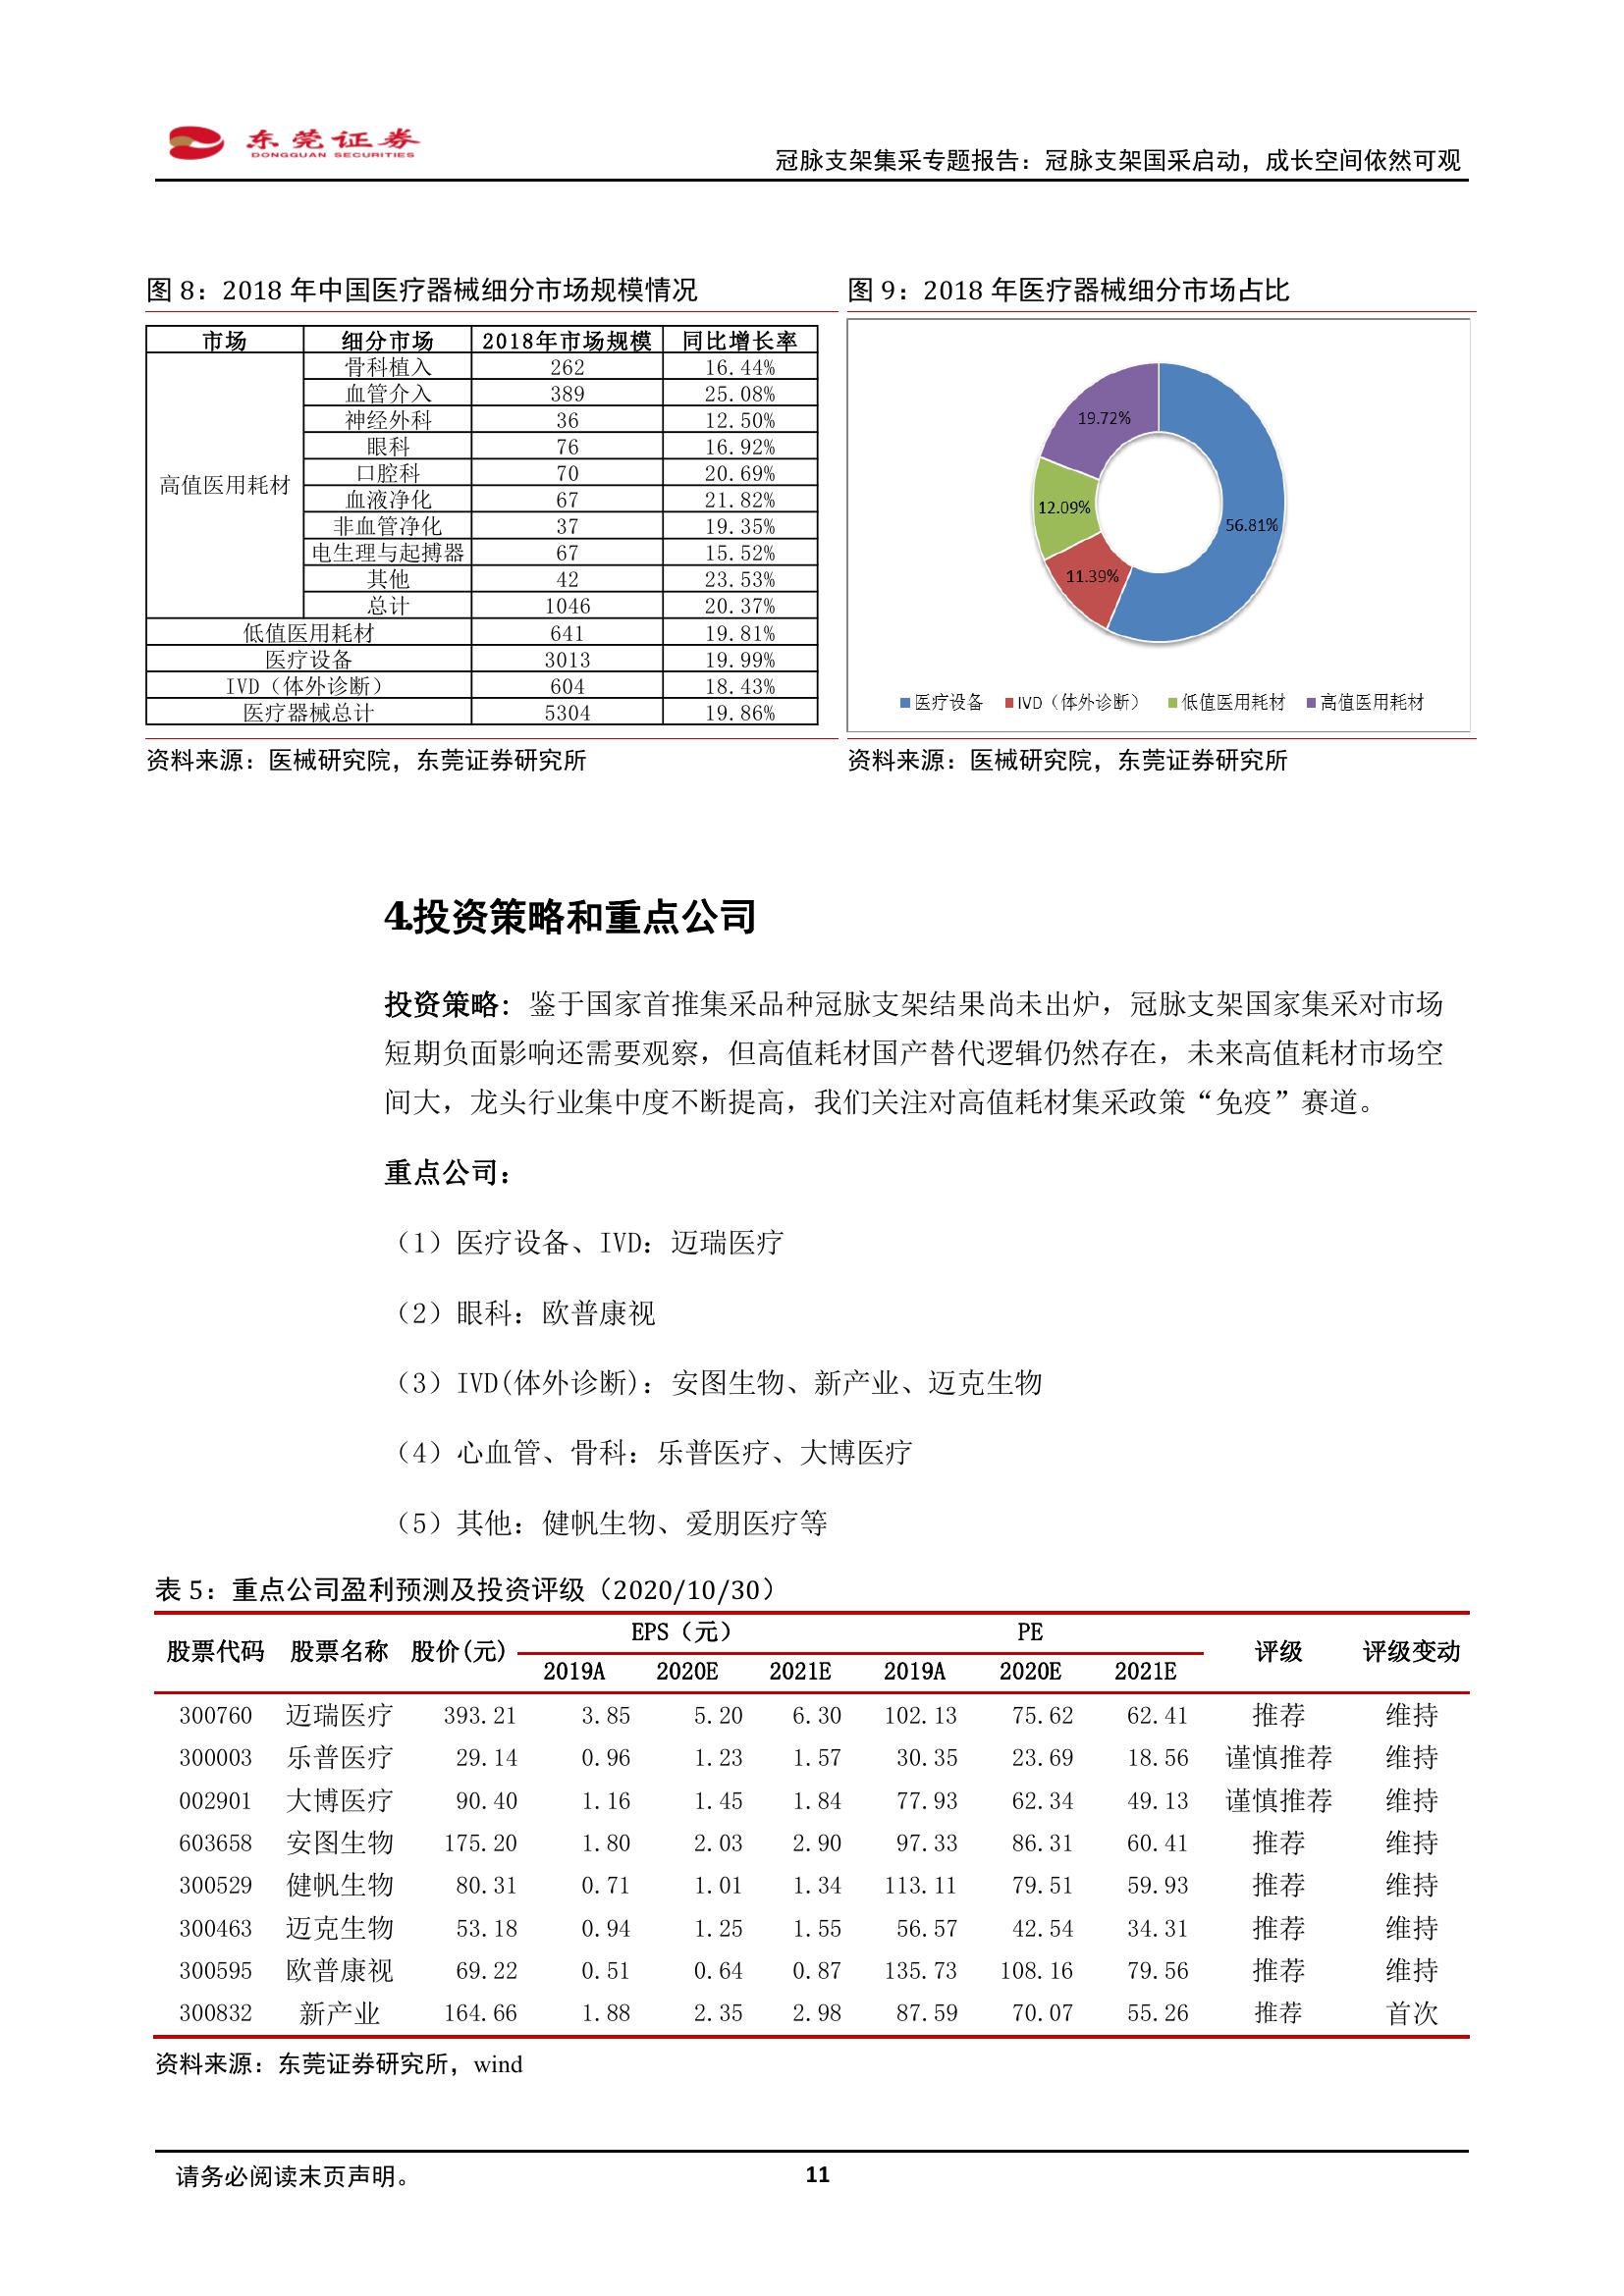 东莞证券
DONGGUAN SECURITIES
冠脉支架集采专题报告：冠脉支架国采启动，成长空间依然可观
图 8：2018 年中国医疗器械细分市场规模情况
市场 细分市场 2018年市场规模 同比增长率
高值医用耗材
骨科植入 262 16.44%
血管介入 389 25.08%
神经外科 36 12.50%
眼科 76 16.92%
口腔科 70 20.69%
血液净化 67 21.82%
非血管净化 37 19.35%
电生理与起搏器 67 15.52%
其他 42 23.53%
总计 1046 20.37%
低值医用耗材 641 19.81%
医疗设备 3013 19.99%
IVD（体外诊断） 604 18.43%
医疗器械总计 5304 19.86%
资料来源：医械研究院，东莞证券研究所
图 9：2018 年医疗器械细分市场占比
19.72%
12.09%
56.81%
11.39%
医疗设备 IVD（体外诊断） 低值医用耗材 高值医用耗材
资料来源：医械研究院，东莞证券研究所
4.投资策略和重点公司
投资策略：鉴于国家首推集采品种冠脉支架结果尚未出炉，冠脉支架国家集采对市场
短期负面影响还需要观察，但高值耗材国产替代逻辑仍然存在，未来高值耗材市场空
间大，龙头行业集中度不断提高，我们关注对高值耗材集采政策“免疫”赛道。
重点公司：
（1）医疗设备、IVD：迈瑞医疗
（2）眼科：欧普康视
（3）IVD(体外诊断)：安图生物、新产业、迈克生物
（4）心血管、骨科：乐普医疗、大博医疗
（5）其他：健帆生物、爱朋医疗等
表 5：重点公司盈利预测及投资评级（2020/10/30）
股票代码 股票名称 股价(元) EPS（元） PE 评级 评级变动
2019A 2020E 2021E 2019A 2020E 2021E
300760 迈瑞医疗 393.21 3.85 5.20 6.30 102.13 75.62 62.41 推荐 维持
300003 乐普医疗 29.14 0.96 1.23 1.57 30.35 23.69 18.56 谨慎推荐 维持
002901 大博医疗 90.40 1.16 1.45 1.84 77.93 62.34 49.13 谨慎推荐 维持
603658 安图生物 175.20 1.80 2.03 2.90 97.33 86.31 60.41 推荐 维持
300529 健帆生物 80.31 0.71 1.01 1.34 113.11 79.51 59.93 推荐 维持
300463 迈克生物 53.18 0.94 1.25 1.55 56.57 42.54 34.31 推荐 维持
300595 欧普康视 69.22 0.51 0.64 0.87 135.73 108.16 79.56 推荐 维持
300832 新产业 164.66 1.88 2.35 2.98 87.59 70.07 55.26 推荐 首次
资料来源：东莞证券研究所，wind
请务必阅读末页声明。
11